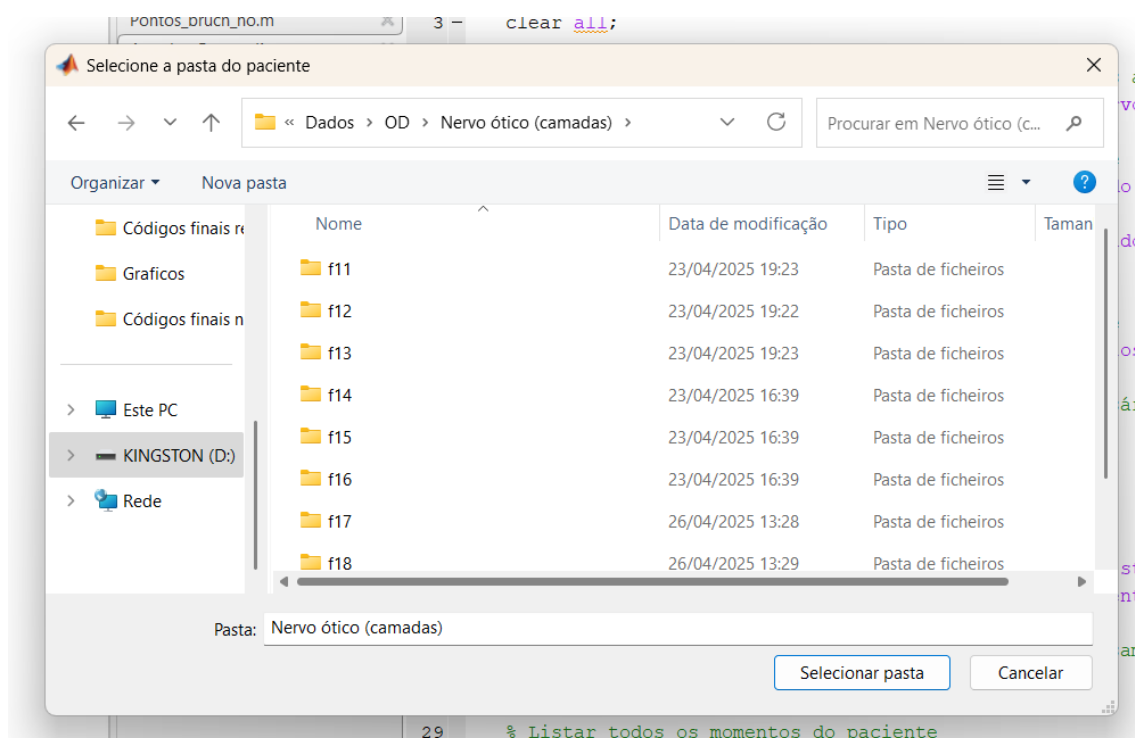 Pontos_bruch_no.m
3 – clear all;
Selecione a pasta do paciente
« Dados > OD > Nervo ótico (camadas) >
Procurar em Nervo ótico (c...
Organizar
Nova pasta
Códigos finais re
Graficos
Códigos finais n
Este PC
KINGSTON (D:)
Rede
Nome Data de modificação Tipo Taman
f11 23/04/2025 19:23 Pasta de ficheiros
f12 23/04/2025 19:22 Pasta de ficheiros
f13 23/04/2025 19:23 Pasta de ficheiros
f14 23/04/2025 16:39 Pasta de ficheiros
f15 23/04/2025 16:39 Pasta de ficheiros
f16 23/04/2025 16:39 Pasta de ficheiros
f17 26/04/2025 13:28 Pasta de ficheiros
f18 26/04/2025 13:29 Pasta de ficheiros
Pasta: Nervo ótico (camadas)
Selecionar pasta
Cancelar
29 % Listar todos os momentos do paciente